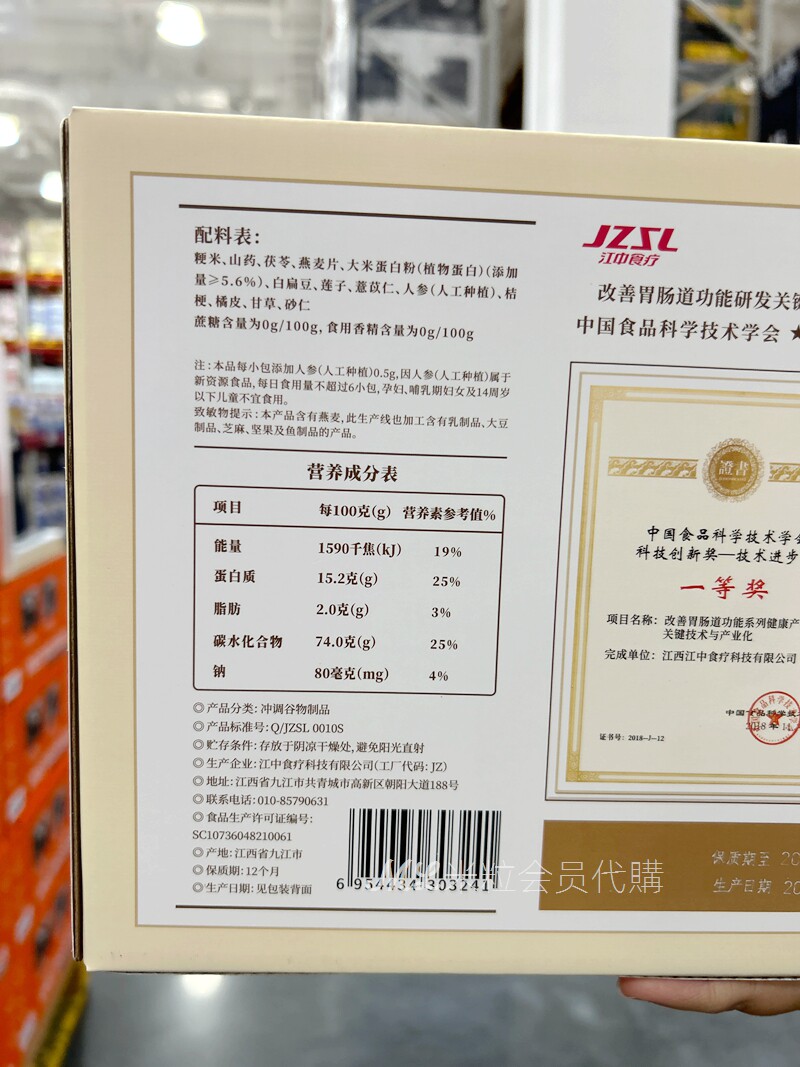 配料表:
粳米、山药、茯苓、燕麦片、大米蛋白粉(植物蛋白)(添加
量≥5.6%)、白扁豆、莲子、薏苡仁、人参(人工种植)、桔
梗、橘皮、甘草、砂仁
蔗糖含量为0g/100g, 食用香精含量为0g/100g
注:本品每小包添加人参(人工种植)0.5g,因人参(人工种植)属于
新资源食品,每日食用量不超过6小包,孕妇、哺乳期妇女及14周岁
以下儿童不宜食用。
致敏物提示:本产品含有燕麦,此生产线也加工含有乳制品、大豆
制品、芝麻、坚果及鱼制品的产品。
营养成分表
项目 每100克(g) 营养素参考值%
能量 1590千焦(kJ) 19%
蛋白质 15.2克(g) 25%
脂肪 2.0克(g) 3%
碳水化合物 74.0克(g) 25%
钠 80毫克(mg) 4%
◎产品分类: 冲调谷物制品
◎产品标准号: Q/JZSL 0010S
◎贮存条件: 存放于阴凉干燥处,避免阳光直射
◎生产企业: 江中食疗科技有限公司(工厂代码: JZ)
◎地址: 江西省九江市共青城市高新区朝阳大道188号
◎联系电话: 010-85790631
◎食品生产许可证编号:
SC10736048210061
◎产地: 江西省九江市
◎保质期: 12个月
◎生产日期: 见包装背面
6 954434 303241
JZSL
江中食疗
改善胃肠道功能研发关键
中国食品科学技术学会 ★
證書
中国食品科学技术学会
科技创新奖—技术进步
一等奖
项目名称: 改善胃肠道功能系列健康产
关键技术与产业化
完成单位: 江西江中食疗科技有限公司
中国食品科学技术
2018年11
证书号: 2018-J-12
保质期至 20
生产日期 20
米粒会员代購